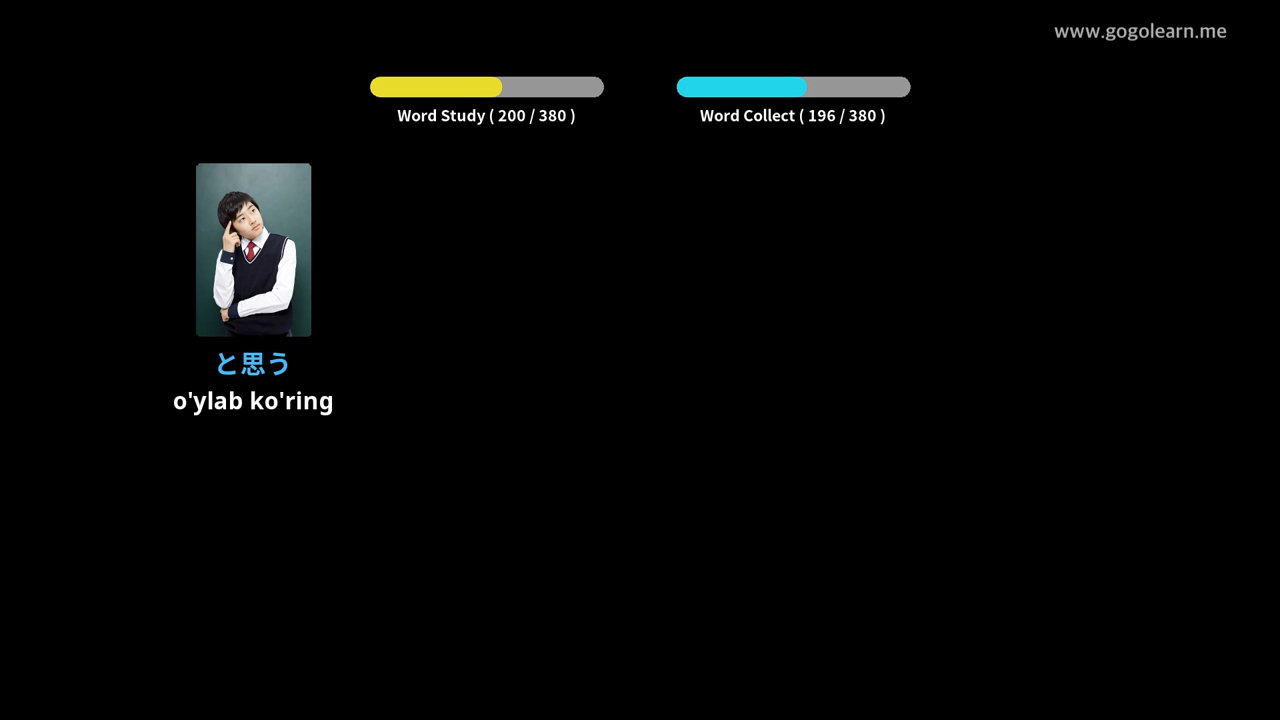 www.gogolearn.me
Word Study ( 200 / 380 )
Word Collect ( 196 / 380 )
と思う
o'ylab ko'ring